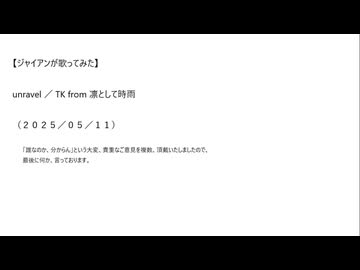 【ジャイアンが歌ってみた】
unravel ／ TK from 凛として時雨
（２０２５／０５／１１）
「誰なのか、分からん」という大変、貴重なご意見を複数、頂戴いたしましたので、
最後に何か、言っております。